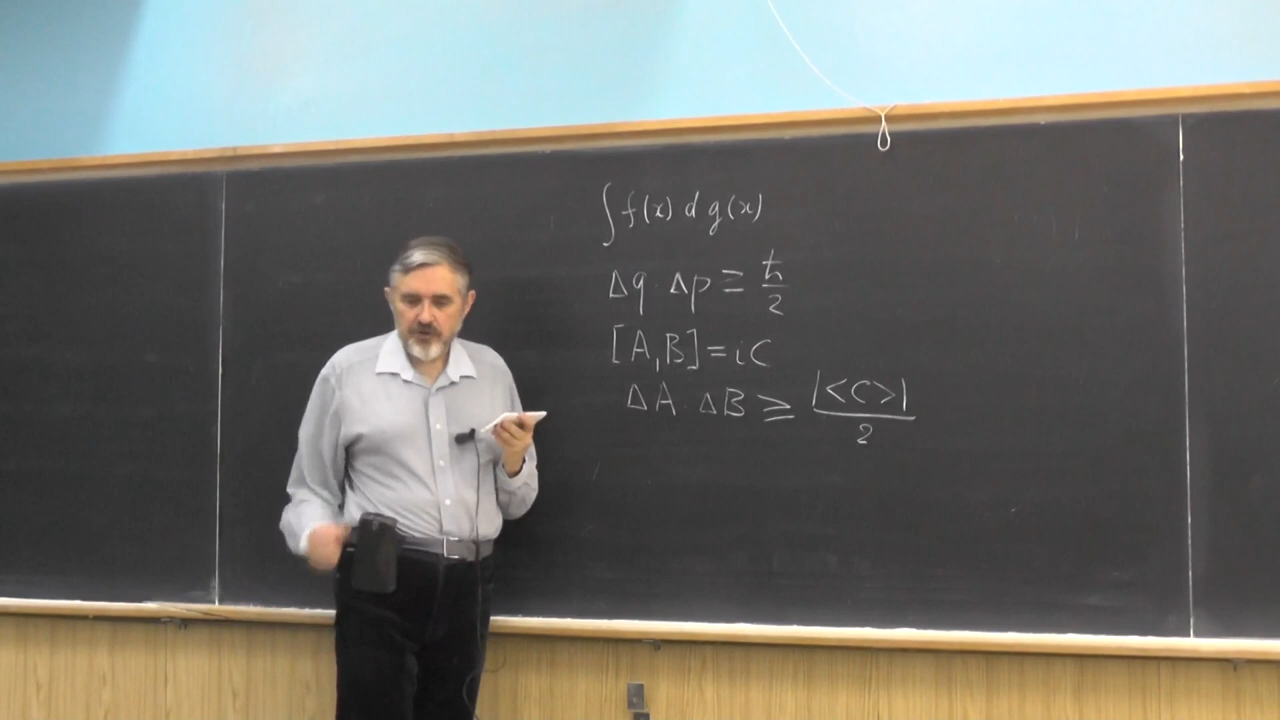 ∫ f(x) d g(x)
Δq · Δp ≥ ℏ/2
[A, B] = iC
ΔA · ΔB ≥ |<C>|/2